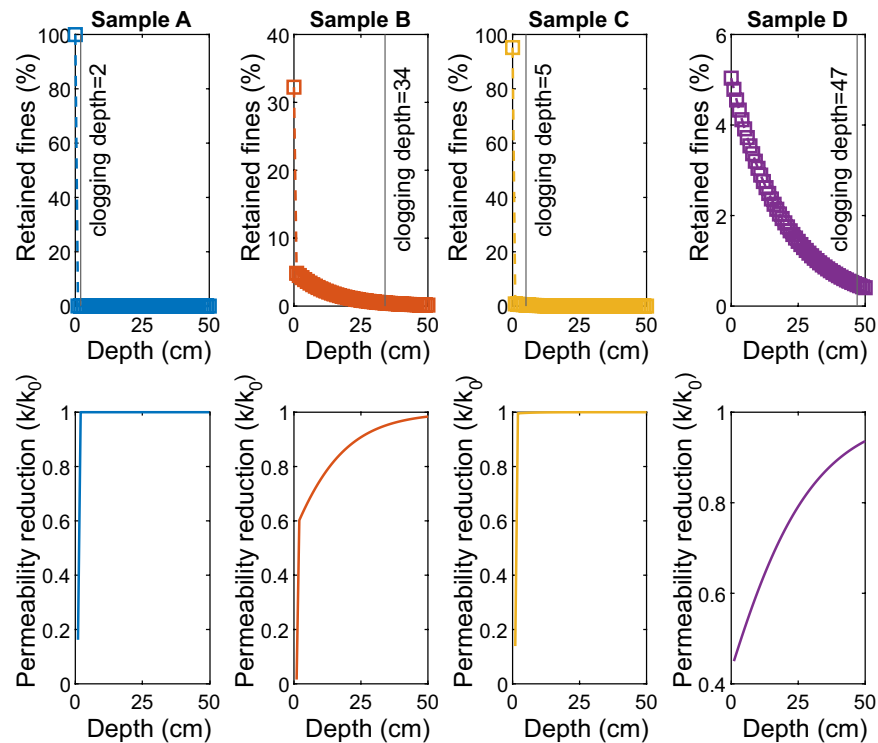 Sample A
Retained fines (%)
100
80
60
40
20
0
clogging depth=2
0 25 50
Depth (cm)
Sample B
Retained fines (%)
40
30
20
10
0
clogging depth=34
0 25 50
Depth (cm)
Sample C
Retained fines (%)
100
80
60
40
20
0
clogging depth=5
0 25 50
Depth (cm)
Sample D
Retained fines (%)
6
4
2
0
clogging depth=47
0 25 50
Depth (cm)
Permeability reduction (k/k₀)
1
0.8
0.6
0.4
0.2
0
0 25 50
Depth (cm)
Permeability reduction (k/k₀)
1
0.8
0.6
0.4
0.2
0
0 25 50
Depth (cm)
Permeability reduction (k/k₀)
1
0.8
0.6
0.4
0.2
0
0 25 50
Depth (cm)
Permeability reduction (k/k₀)
1
0.8
0.6
0.4
0 25 50
Depth (cm)